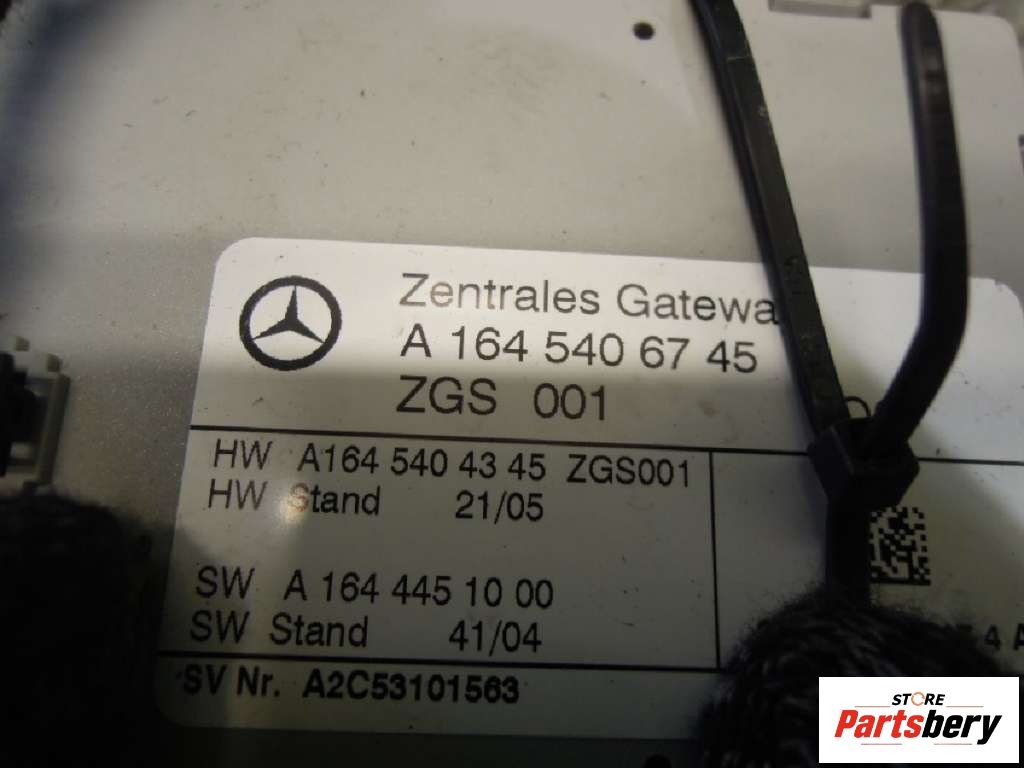 Zentrales Gatewa
A 164 540 67 45
ZGS 001
HW A164 540 43 45 ZGS001
HW Stand 21/05
SW A 164 445 10 00
SW Stand 41/04
SV Nr. A2C53101563
4 A
STORE
Partsbery